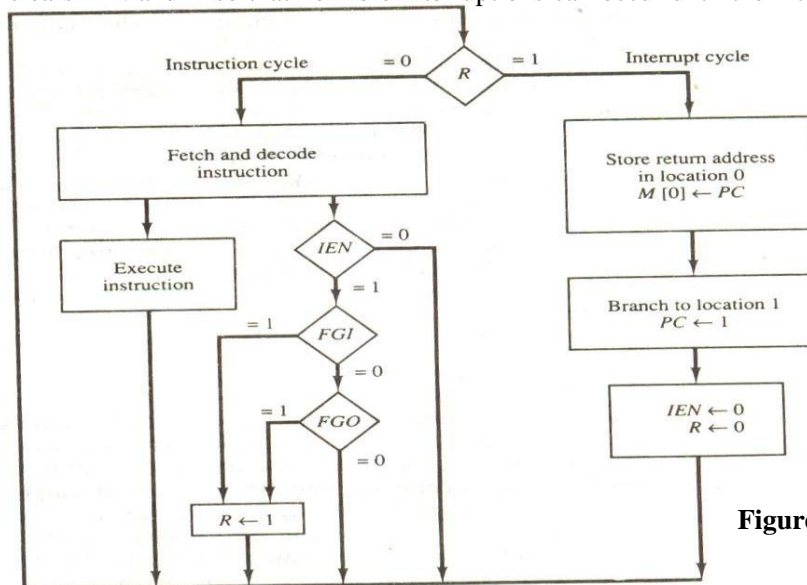 Instruction cycle
= 0
R
= 1
Interrupt cycle
Fetch and decode
instruction
Store return address
in location 0
M [0] ← PC
Execute
instruction
IEN
= 0
= 1
Branch to location 1
PC ← 1
= 1
FGI
= 0
= 1
FGO
= 0
IEN ← 0
R ← 0
R ← 1
Figure